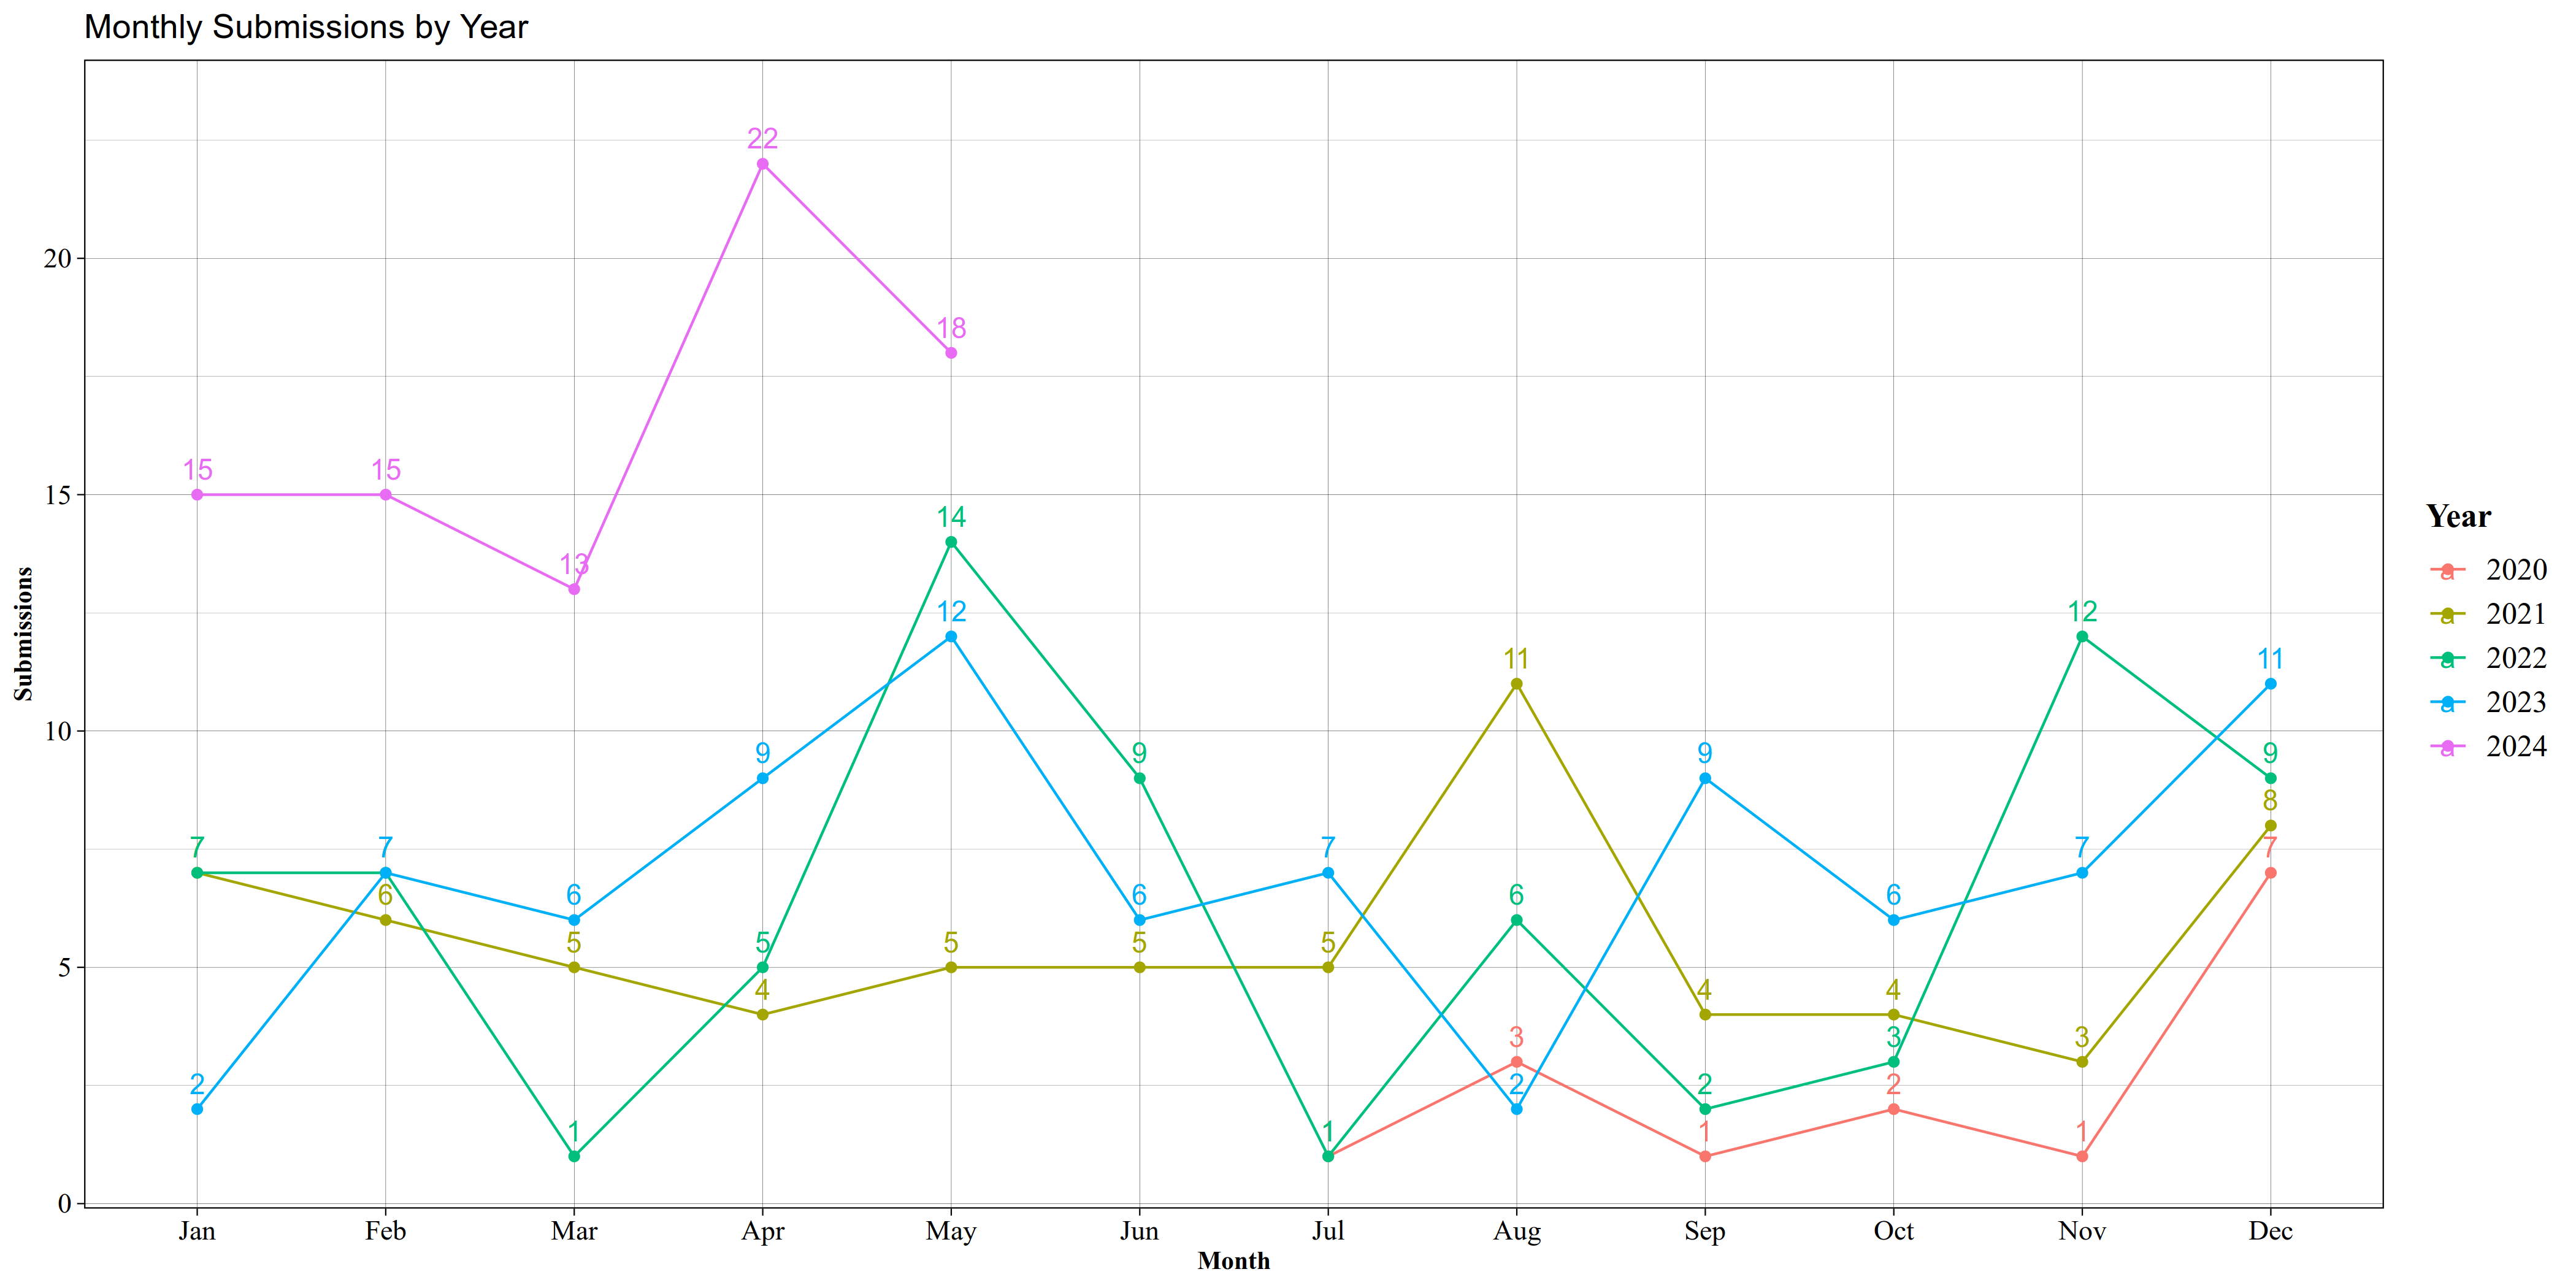 Monthly Submissions by Year
22
20
18
15 15
15
14
13
12 12
11 11
10
9 9 9 9
8
7 7 7 7 7
6 6 6 6 6
5 5 5 5 5
5
4 4 4
3 3 3
2 2 2 2
1 1 1 1
0
Jan Feb Mar Apr May Jun Jul Aug Sep Oct Nov Dec
Month
Submissions
Year
a 2020
a 2021
a 2022
a 2023
a 2024